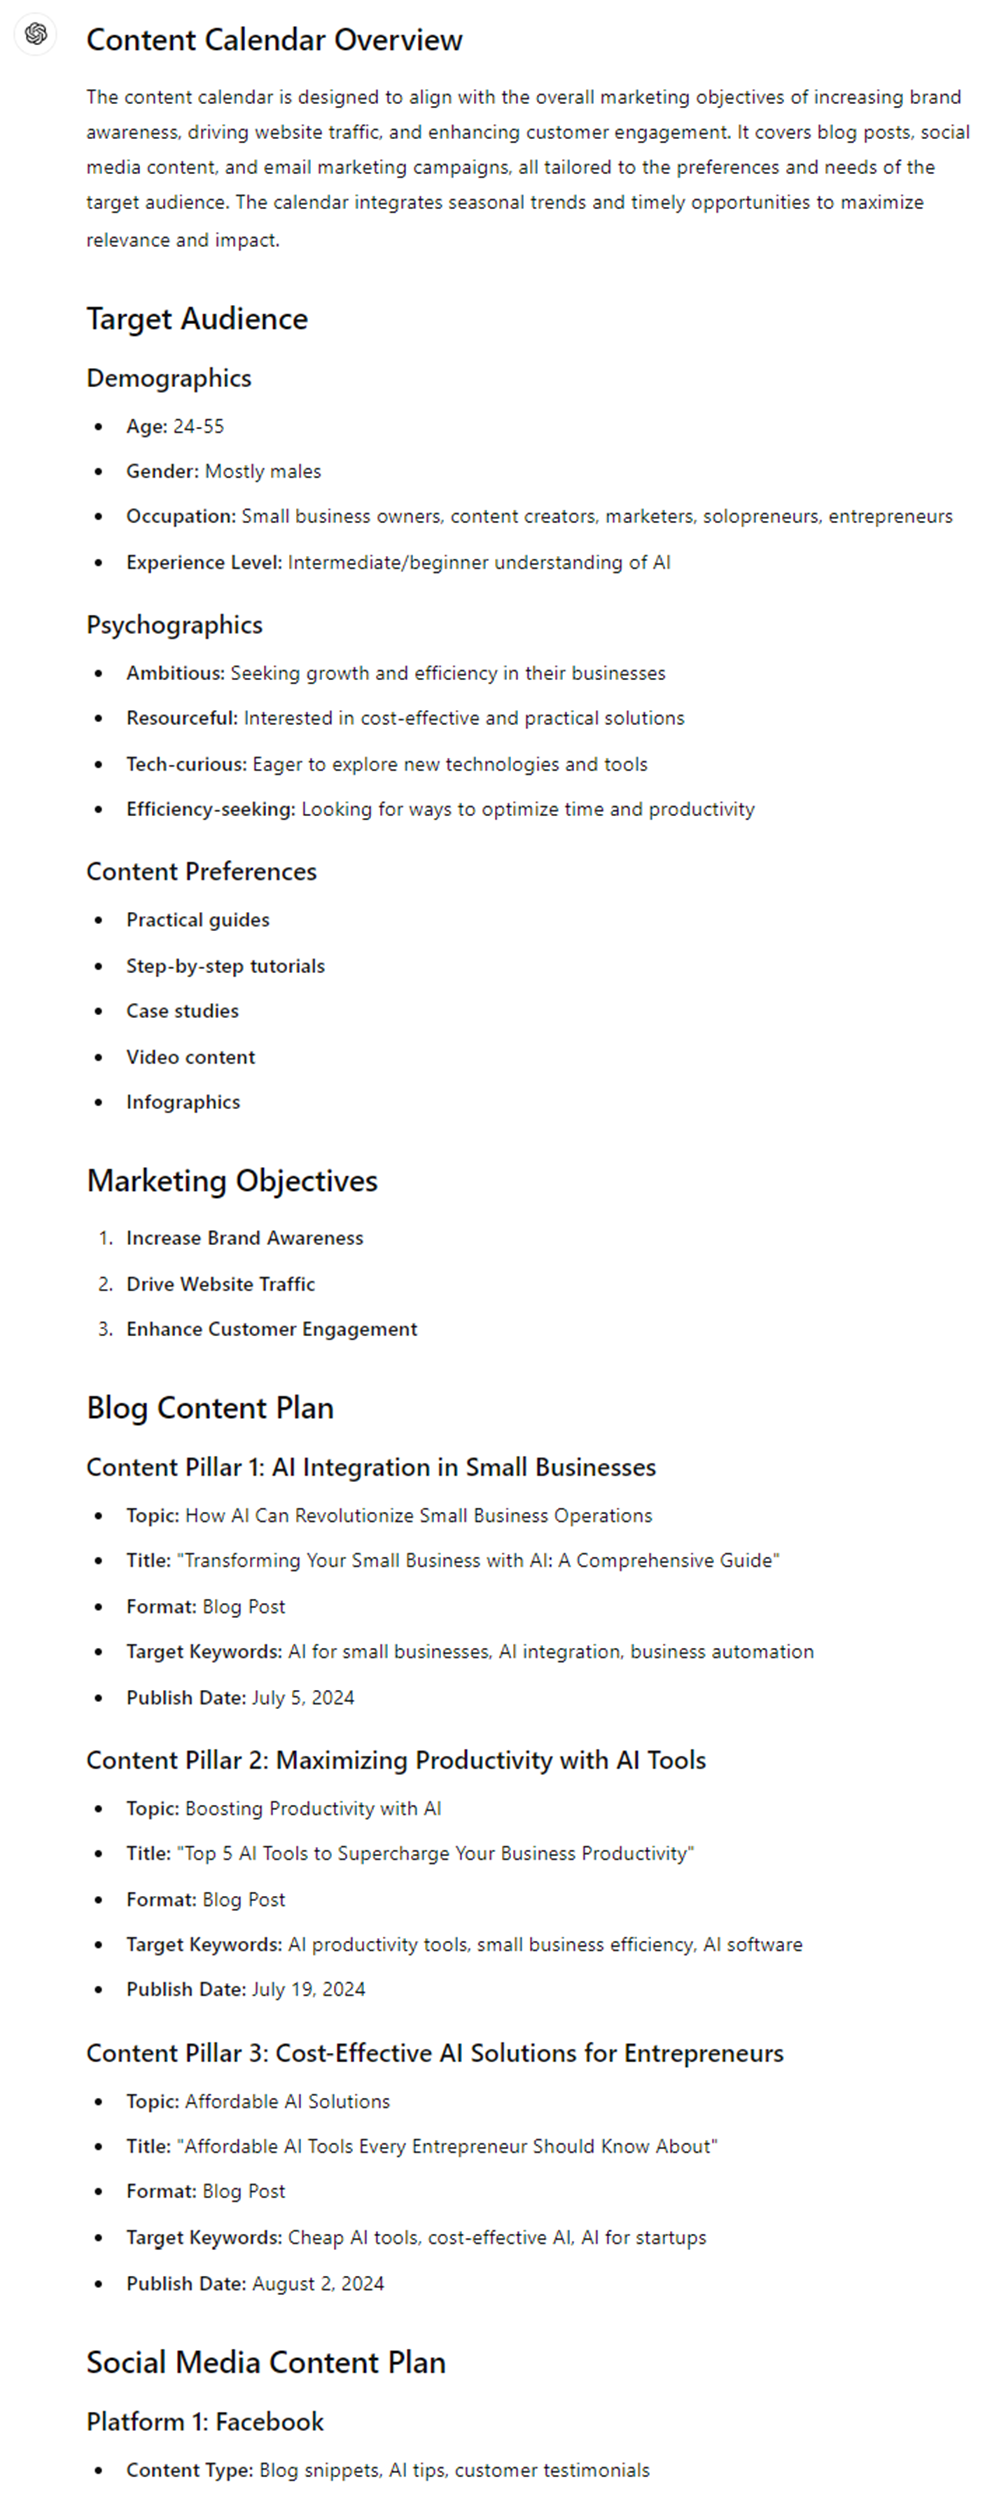 Content Calendar Overview
The content calendar is designed to align with the overall marketing objectives of increasing brand
awareness, driving website traffic, and enhancing customer engagement. It covers blog posts, social
media content, and email marketing campaigns, all tailored to the preferences and needs of the
target audience. The calendar integrates seasonal trends and timely opportunities to maximize
relevance and impact.
Target Audience
Demographics
• Age: 24-55
• Gender: Mostly males
• Occupation: Small business owners, content creators, marketers, solopreneurs, entrepreneurs
• Experience Level: Intermediate/beginner understanding of AI
Psychographics
• Ambitious: Seeking growth and efficiency in their businesses
• Resourceful: Interested in cost-effective and practical solutions
• Tech-curious: Eager to explore new technologies and tools
• Efficiency-seeking: Looking for ways to optimize time and productivity
Content Preferences
• Practical guides
• Step-by-step tutorials
• Case studies
• Video content
• Infographics
Marketing Objectives
1. Increase Brand Awareness
2. Drive Website Traffic
3. Enhance Customer Engagement
Blog Content Plan
Content Pillar 1: AI Integration in Small Businesses
• Topic: How AI Can Revolutionize Small Business Operations
• Title: "Transforming Your Small Business with AI: A Comprehensive Guide"
• Format: Blog Post
• Target Keywords: AI for small businesses, AI integration, business automation
• Publish Date: July 5, 2024
Content Pillar 2: Maximizing Productivity with AI Tools
• Topic: Boosting Productivity with AI
• Title: "Top 5 AI Tools to Supercharge Your Business Productivity"
• Format: Blog Post
• Target Keywords: AI productivity tools, small business efficiency, AI software
• Publish Date: July 19, 2024
Content Pillar 3: Cost-Effective AI Solutions for Entrepreneurs
• Topic: Affordable AI Solutions
• Title: "Affordable AI Tools Every Entrepreneur Should Know About"
• Format: Blog Post
• Target Keywords: Cheap AI tools, cost-effective AI, AI for startups
• Publish Date: August 2, 2024
Social Media Content Plan
Platform 1: Facebook
• Content Type: Blog snippets, AI tips, customer testimonials